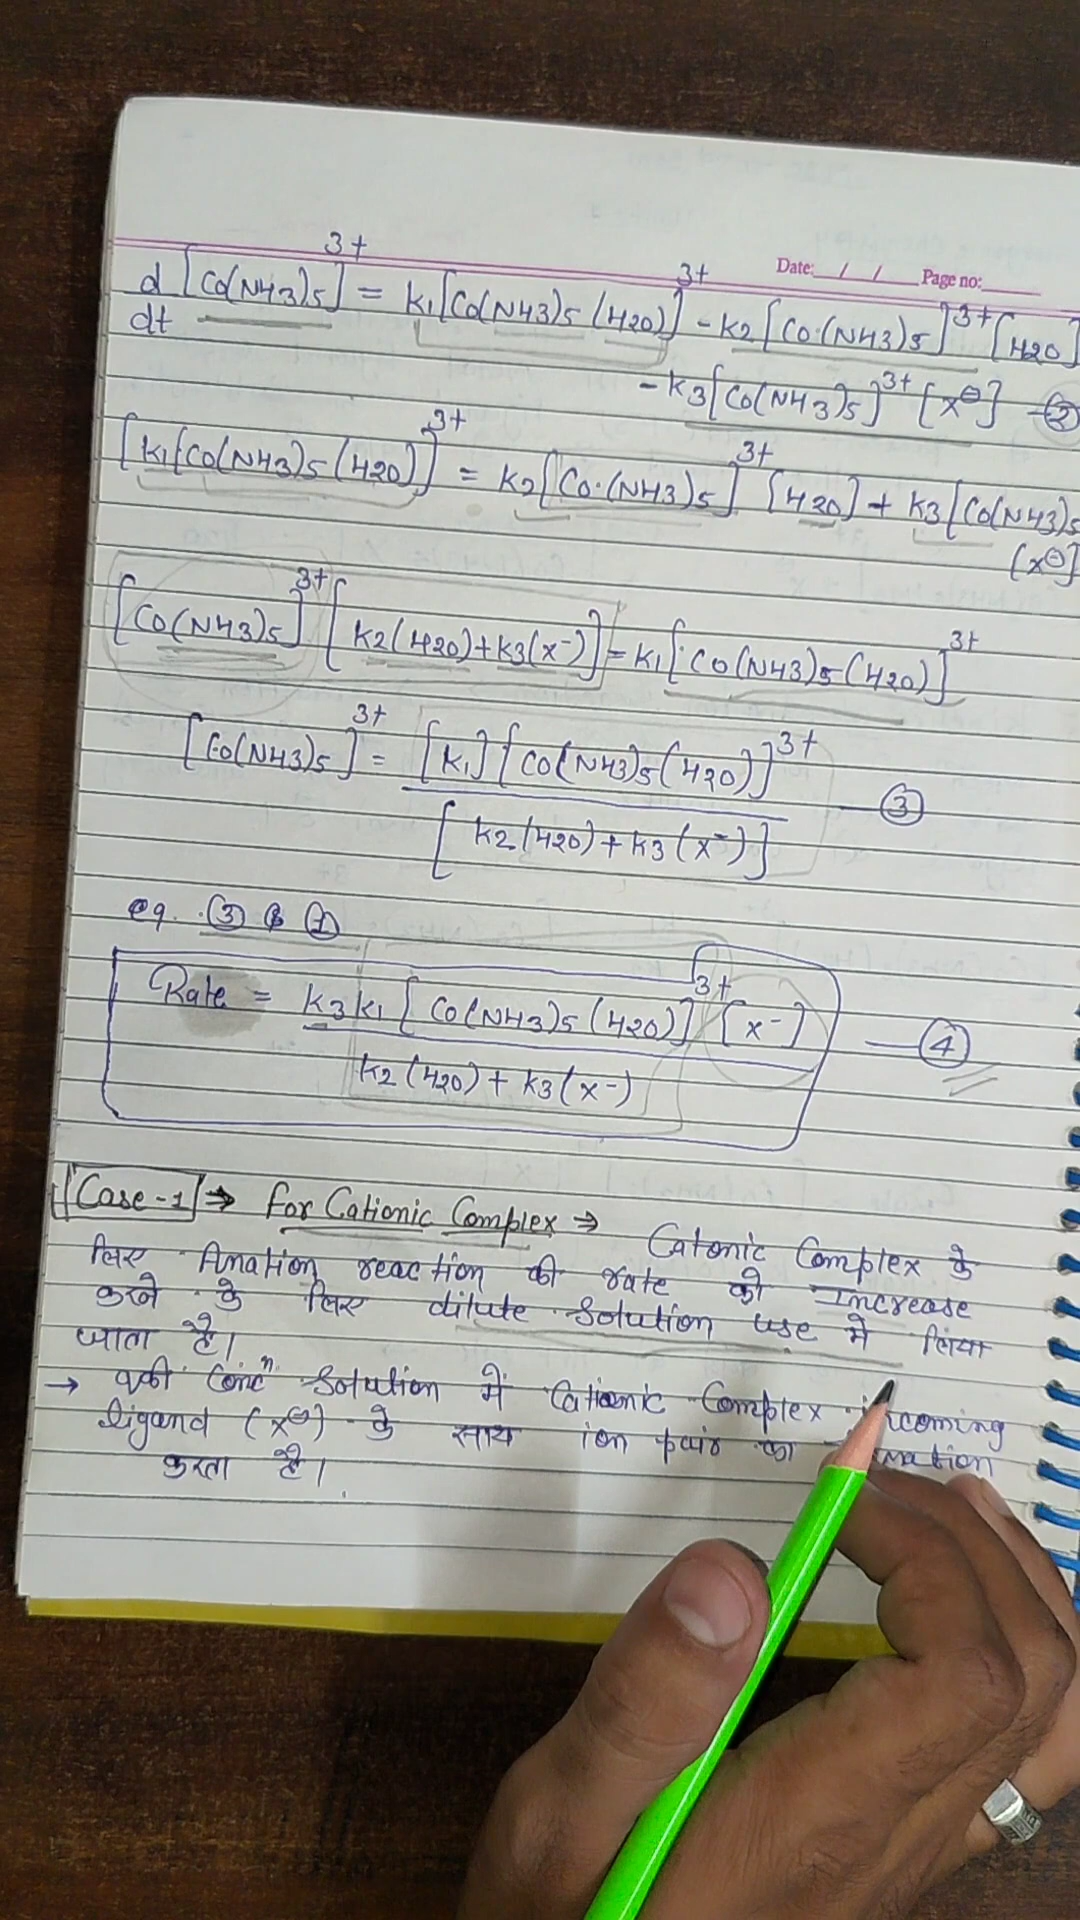 Date: / / Page no:
d/dt [Co(NH3)5]3+ = K1[Co(NH3)5(H2O)]3+ - K2[Co(NH3)5]3+[H2O]
- K3[Co(NH3)5]3+ [x⊖] - (2)
[K1[Co(NH3)5(H2O)]3+ = K2[Co(NH3)5]3+ [H2O] + K3[Co(NH3)5
[x⊖]
[Co(NH3)5]3+ [K2(H2O)+K3(x-)] = K1[Co(NH3)5(H2O)]3+
[Co(NH3)5]3+ = [K1][Co(NH3)5(H2O)]3+ — (3)
[K2(H2O)+K3(x-)]
eq. (3) & (1)
Rate = K3K1[Co(NH3)5(H2O)]3+ [x-] — (4)
K2(H2O) + K3(x-)
Case-1 ⇒ For Cationic Complex ⇒ Catonic Complex के
लिए Anation reaction की rate को Increase
करने के लिए dilute solution use में लिया
जाता है।
→ Concn Solution में Cationic Complex
ligand (x⊖) के साथ ion pair का
करता है।